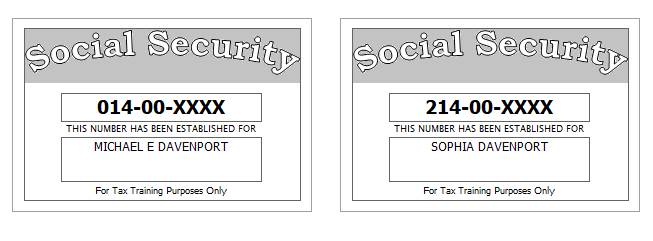 Social Security
014-00-XXXX
THIS NUMBER HAS BEEN ESTABLISHED FOR
MICHAEL E DAVENPORT
For Tax Training Purposes Only
Social Security
214-00-XXXX
THIS NUMBER HAS BEEN ESTABLISHED FOR
SOPHIA DAVENPORT
For Tax Training Purposes Only